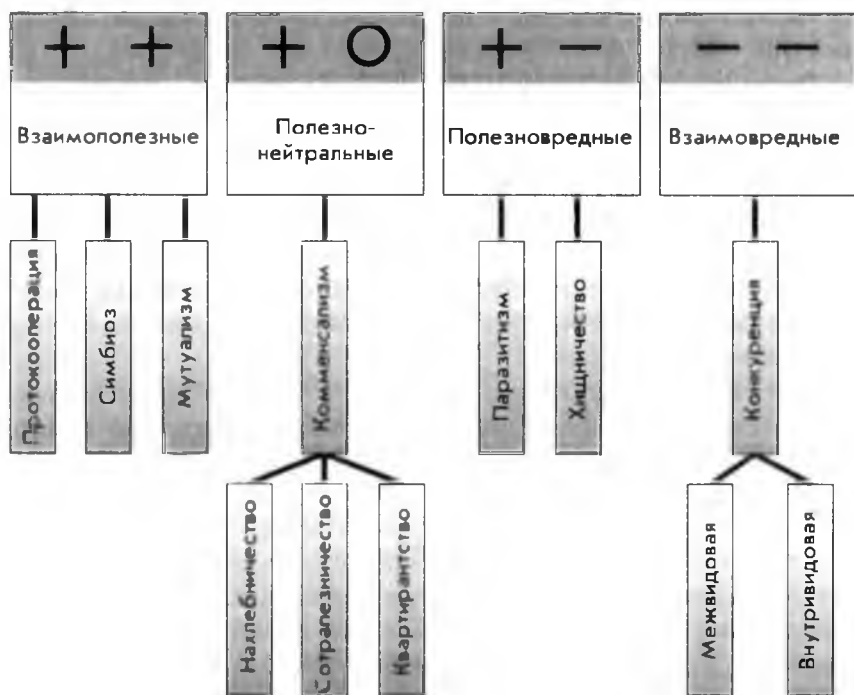 + +
+ О
+ —
— —
Взаимополезные
Полезно-
нейтральные
Полезновредные
Взаимовредные
Протокооперация
Симбиоз
Мутуализм
Комменсализм
Паразитизм
Хищничество
Конкуренция
Нахлебничество
Сотрапезничество
Квартирантство
Межвидовая
Внутривидовая